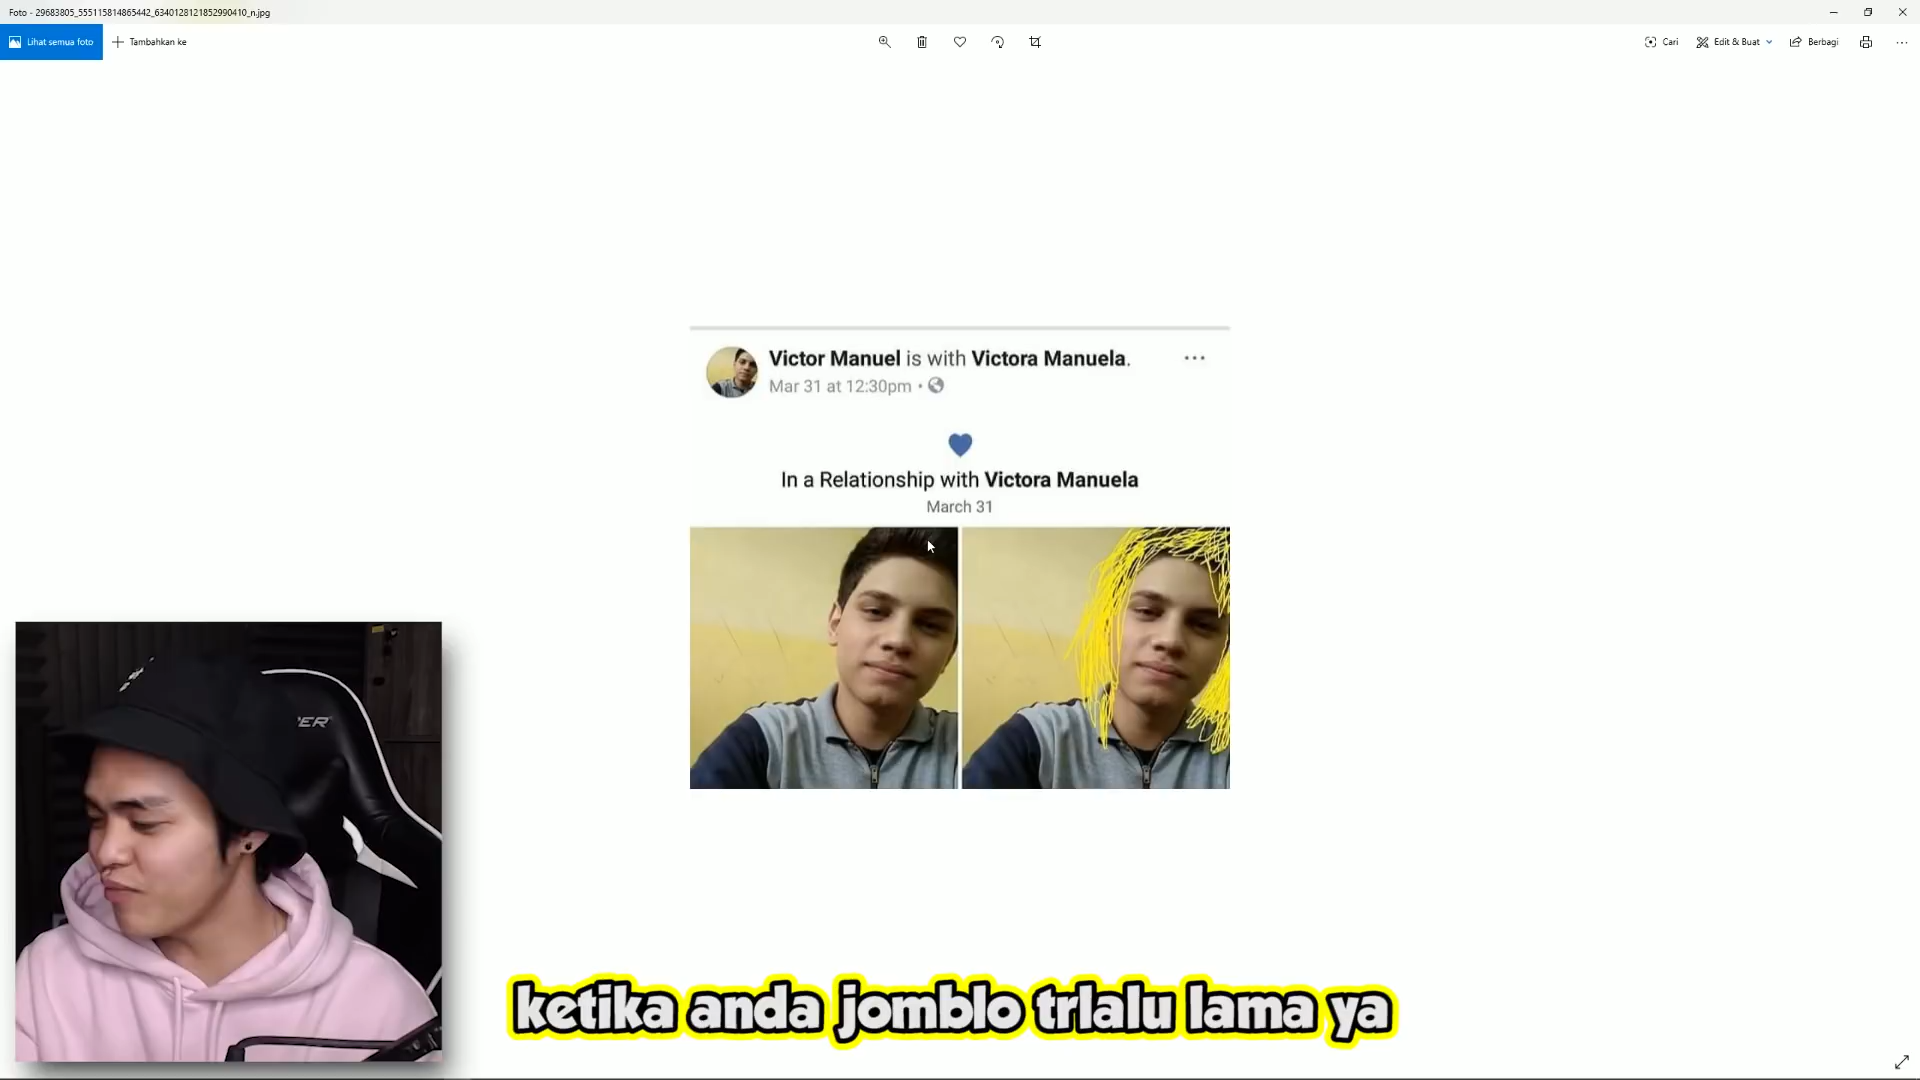 Foto - 29683805_555115814865442_6340128121852990410_n.jpg
Lihat semua foto
Tambahkan ke
Cari
Edit & Buat
Berbagi
Victor Manuel is with Victora Manuela.
Mar 31 at 12:30pm •
In a Relationship with Victora Manuela
March 31
ER
ketika anda jomblo trlalu lama ya